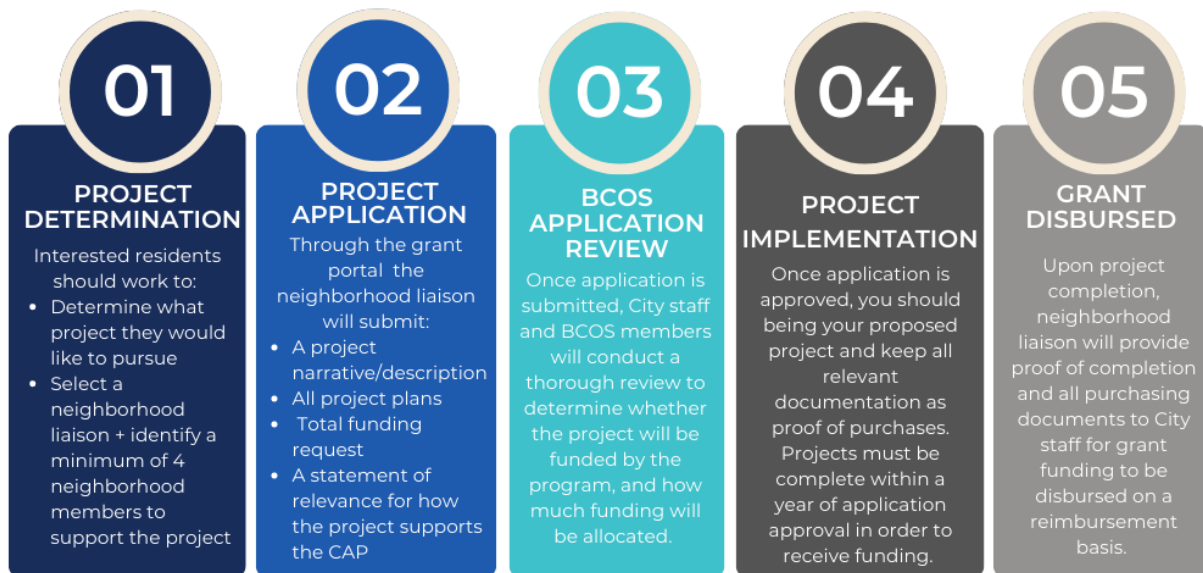 01
PROJECT
DETERMINATION
Interested residents
should work to:
• Determine what
project they would
like to pursue
• Select a
neighborhood
liaison + identify a
minimum of 4
neighborhood
members to
support the project
02
PROJECT
APPLICATION
Through the grant
portal the
neighborhood liaison
will submit:
• A project
narrative/description
• All project plans
• Total funding
request
• A statement of
relevance for how
the project supports
the CAP
03
BCOS
APPLICATION
REVIEW
Once application is
submitted, City staff
and BCOS members
will conduct a
thorough review to
determine whether
the project will be
funded by the
program, and how
much funding will
be allocated.
04
PROJECT
IMPLEMENTATION
Once application is
approved, you should
being your proposed
project and keep all
relevant
documentation as
proof of purchases.
Projects must be
complete within a
year of application
approval in order to
receive funding.
05
GRANT
DISBURSED
Upon project
completion,
neighborhood
liaison will provide
proof of completion
and all purchasing
documents to City
staff for grant
funding to be
disbursed on a
reimbursement
basis.